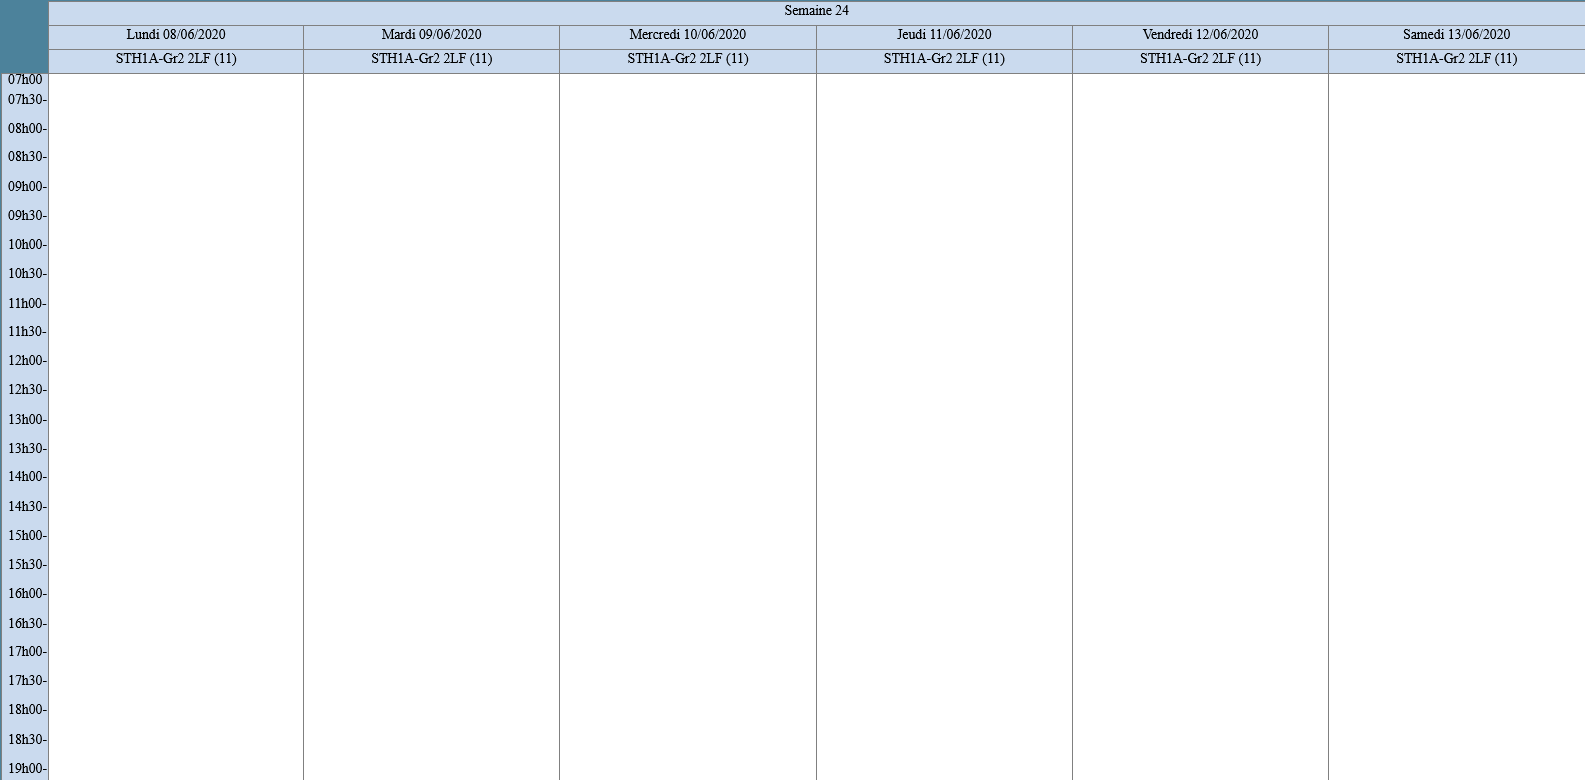 Semaine 24
Lundi 08/06/2020 Mardi 09/06/2020 Mercredi 10/06/2020 Jeudi 11/06/2020 Vendredi 12/06/2020 Samedi 13/06/2020
STH1A-Gr2 2LF (11) STH1A-Gr2 2LF (11) STH1A-Gr2 2LF (11) STH1A-Gr2 2LF (11) STH1A-Gr2 2LF (11) STH1A-Gr2 2LF (11)
07h00
07h30-
08h00-
08h30-
09h00-
09h30-
10h00-
10h30-
11h00-
11h30-
12h00-
12h30-
13h00-
13h30-
14h00-
14h30-
15h00-
15h30-
16h00-
16h30-
17h00-
17h30-
18h00-
18h30-
19h00-